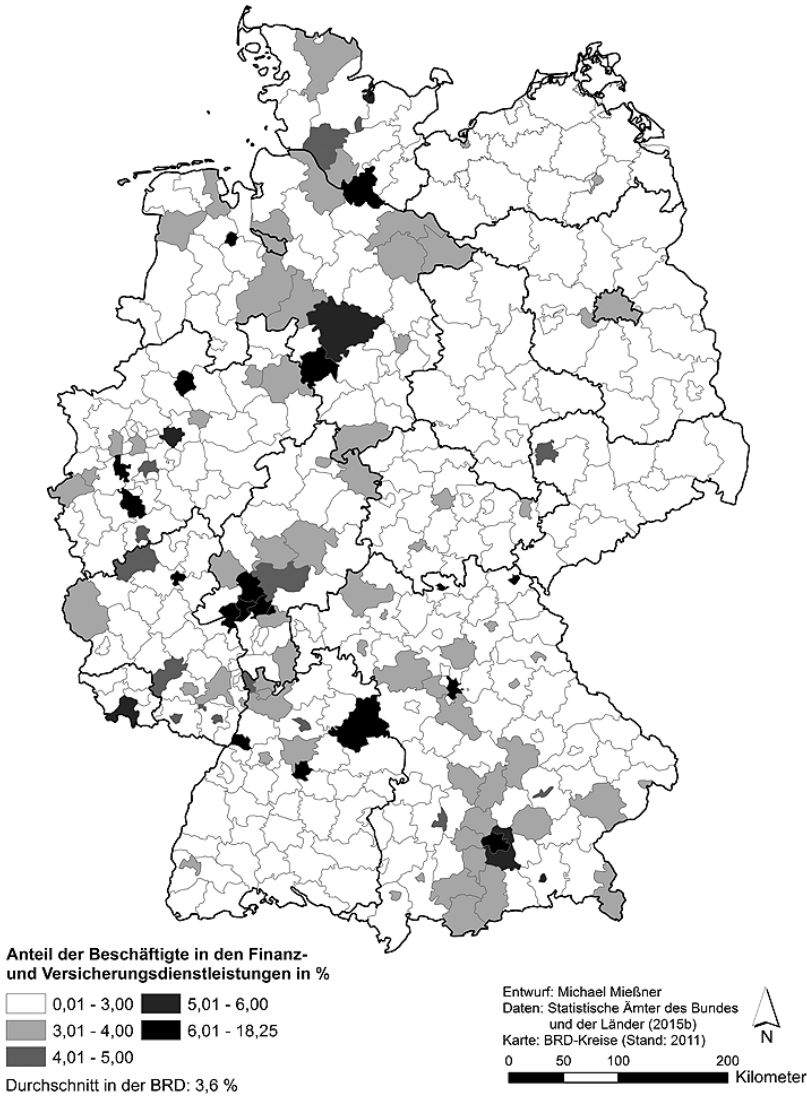 Anteil der Beschäftigte in den Finanz-
und Versicherungsdienstleistungen in %
0,01 - 3,00
5,01 - 6,00
3,01 - 4,00
6,01 - 18,25
4,01 - 5,00
Durchschnitt in der BRD: 3,6 %
Entwurf: Michael Mießner
Daten: Statistische Ämter des Bundes
und der Länder (2015b)
Karte: BRD-Kreise (Stand: 2011)
N
0 50 100 200
Kilometer